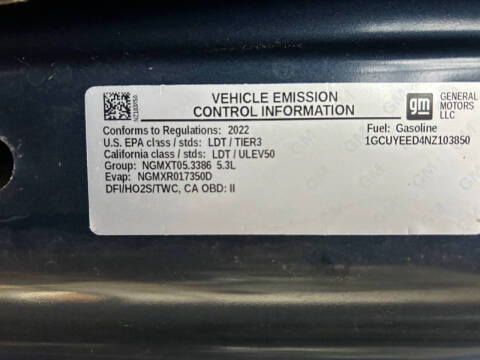 NZ103850
VEHICLE EMISSION
CONTROL INFORMATION
gm
GENERAL
MOTORS
LLC
Conforms to Regulations: 2022
Fuel: Gasoline
U.S. EPA class / stds: LDT / TIER3
1GCUYEED4NZ103850
California class / stds: LDT / ULEV50
Group: NGMXT05.3386 5.3L
Evap: NGMXR017350D
DFI/HO2S/TWC, CA OBD: II